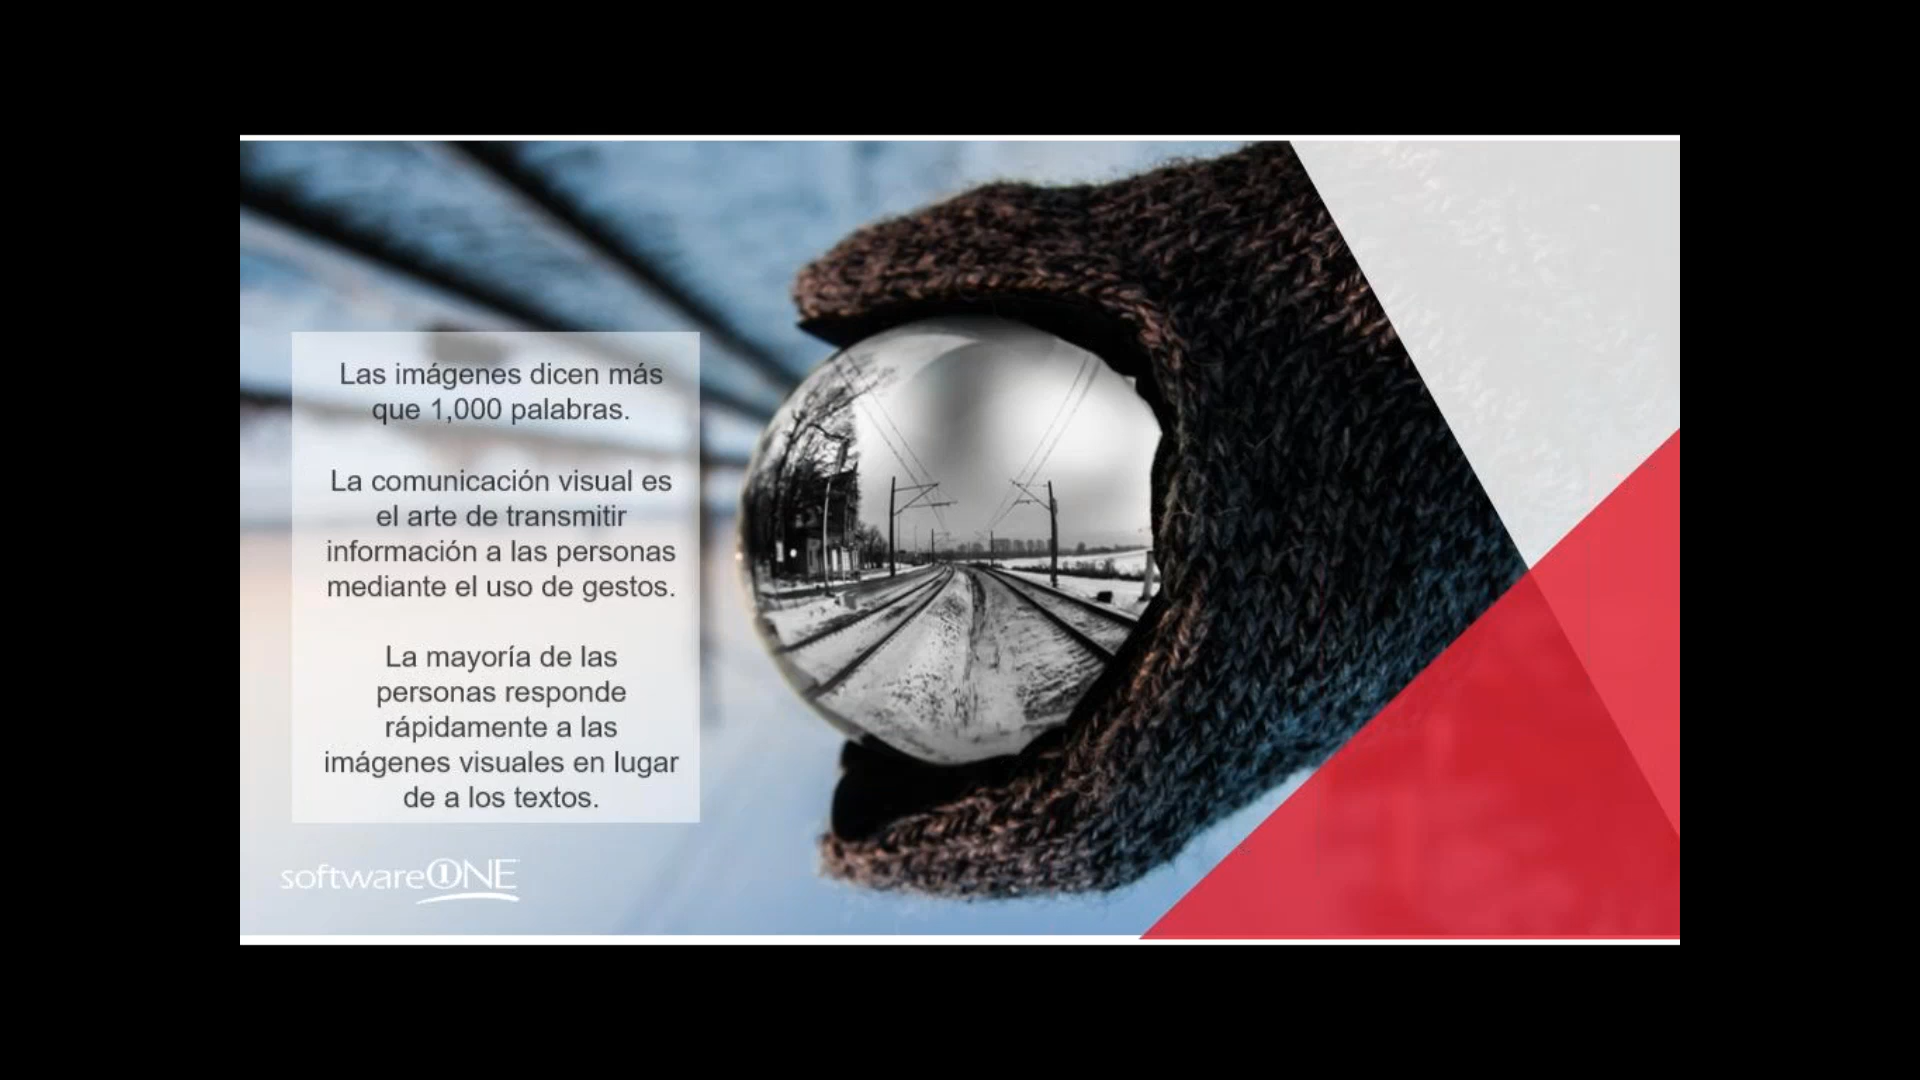 Las imágenes dicen más
que 1,000 palabras.
La comunicación visual es
el arte de transmitir
información a las personas
mediante el uso de gestos.
La mayoría de las
personas responde
rápidamente a las
imágenes visuales en lugar
de a los textos.
software1NE